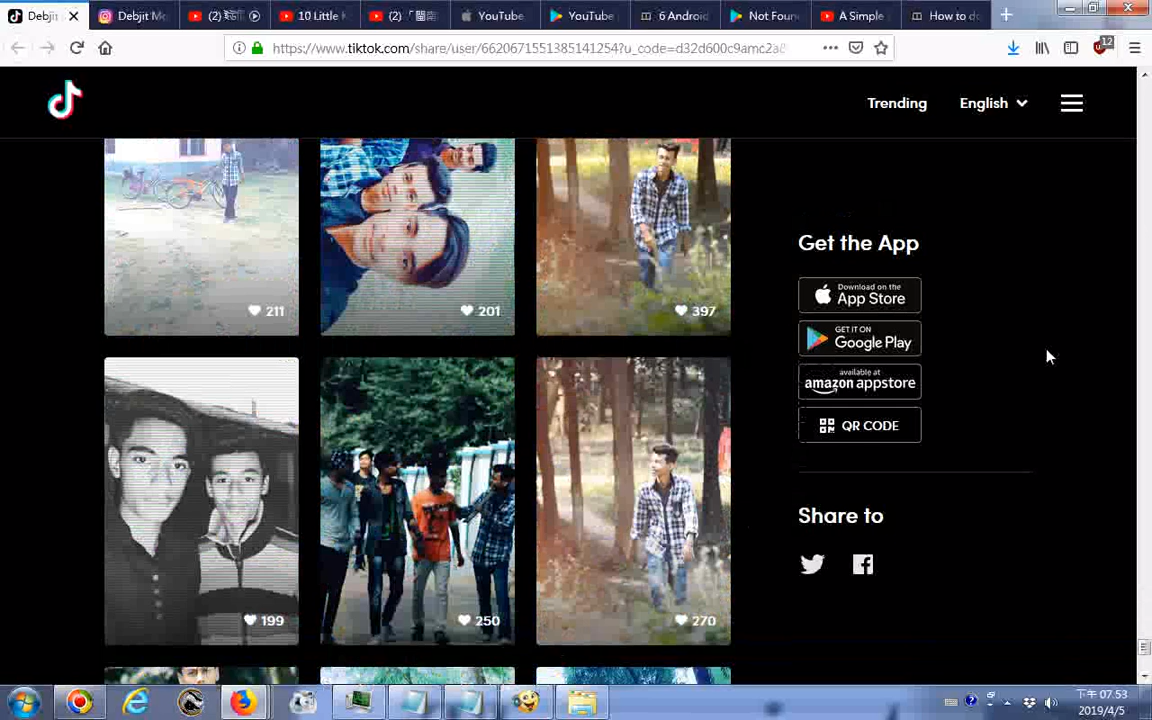 Debjit
Debjit Mo
(2)
10 Little
(2)
YouTube
YouTube
6 Android
Not Foun
A Simple
How to d
https://www.tiktok.com/share/user/6620671551385141254?u_code=d32d600c9amc2a
12
Trending
English
211
201
397
199
250
270
Get the App
Download on the
App Store
GET IT ON
Google Play
available at
amazon appstore
QR CODE
Share to
下午 07:53
2019/4/5